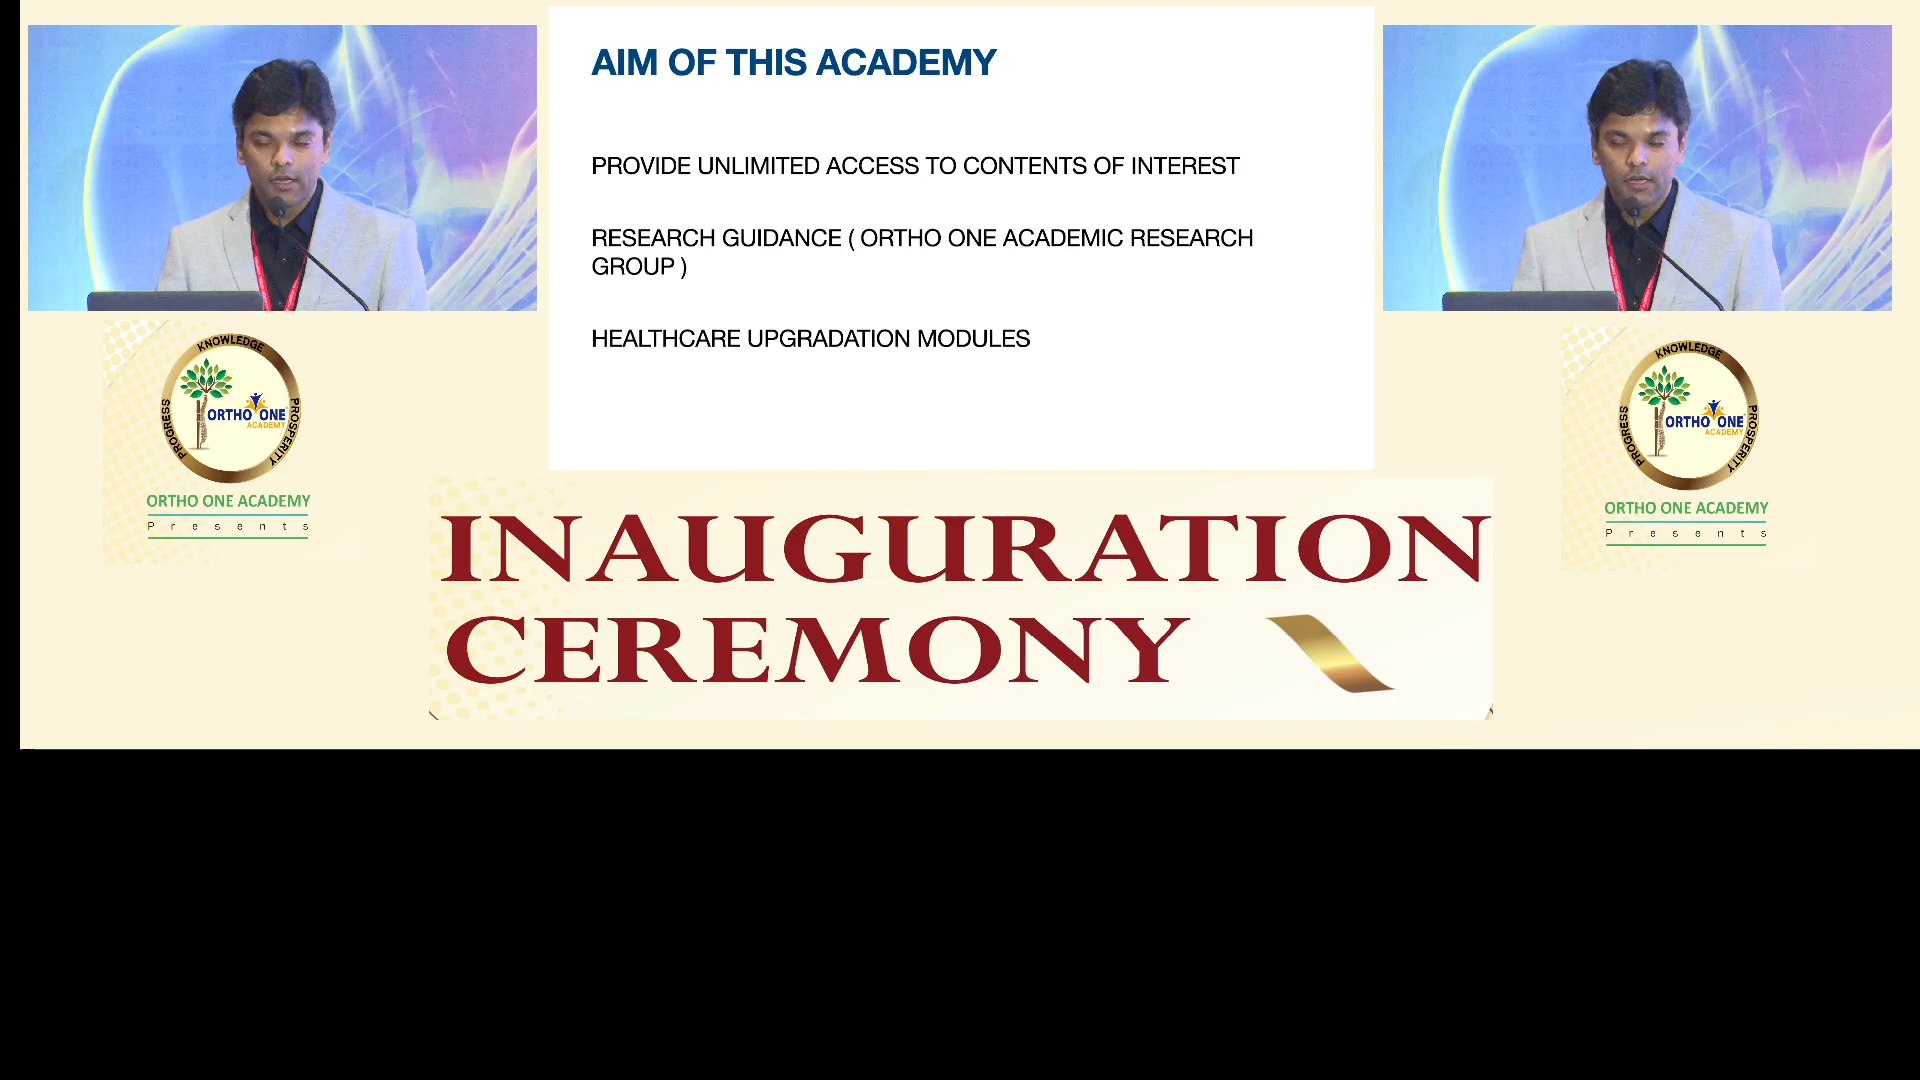 AIM OF THIS ACADEMY
PROVIDE UNLIMITED ACCESS TO CONTENTS OF INTEREST
RESEARCH GUIDANCE ( ORTHO ONE ACADEMIC RESEARCH
GROUP )
HEALTHCARE UPGRADATION MODULES
KNOWLEDGE
PROGRESS
PROSPERITY
ORTHO ONE
ACADEMY
ORTHO ONE ACADEMY
Presents
KNOWLEDGE
PROGRESS
PROSPERITY
ORTHO ONE
ACADEMY
ORTHO ONE ACADEMY
Presents
INAUGURATION
CEREMONY